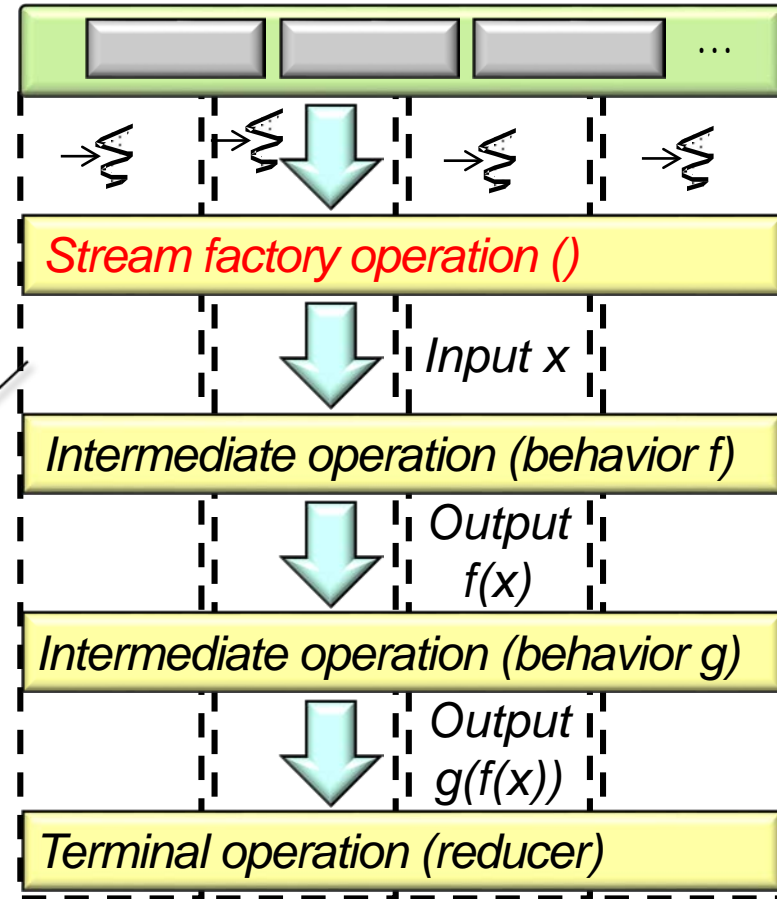 ...
Stream factory operation ()
Input x
Intermediate operation (behavior f)
Output
f(x)
Intermediate operation (behavior g)
Output
g(f(x))
Terminal operation (reducer)